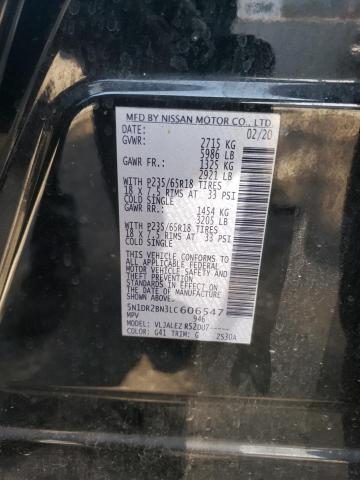 MFD BY NISSAN MOTOR CO., LTD.
DATE: 02/20
GVWR: 2715 KG
5986 LB
GAWR FR.: 1325 KG
2921 LB
WITH P235/65R18 TIRES
18 X 7.5 RIMS AT 33 PSI
COLD SINGLE
GAWR RR.: 1454 KG
3205 LB
WITH P235/65R18 TIRES
18 X 7.5 RIMS AT 33 PSI
COLD SINGLE
THIS VEHICLE CONFORMS TO
ALL APPLICABLE U.S. FEDERAL
MOTOR VEHICLE SAFETY AND
THEFT PREVENTION STANDARDS
IN EFFECT ON THE DATE OF
MANUFACTURE SHOWN ABOVE.
5N1DR2BN3LC606547
MPV 946
MODEL: VLJALEZ R52DU7-----
COLOR: G41 TRIM: G 2S30A